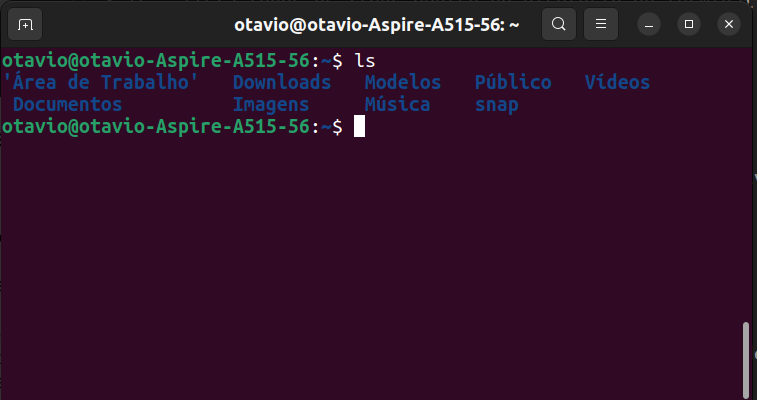 otavio@otavio-Aspire-A515-56: ~
otavio@otavio-Aspire-A515-56:~$ ls
'Área de Trabalho'   Downloads   Modelos   Público   Vídeos
 Documentos          Imagens     Música    snap
otavio@otavio-Aspire-A515-56:~$